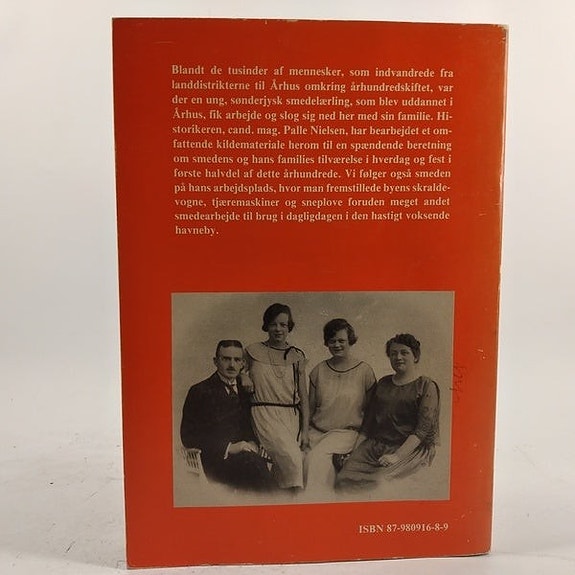 Blandt de tusinder af mennesker, som indvandrede fra
landdistrikterne til Århus omkring århundredskiftet, var
der en ung, sønderjysk smedelærling, som blev uddannet i
Århus, fik arbejde og slog sig ned her med sin familie. Hi-
storikeren, cand. mag. Palle Nielsen, har bearbejdet et om-
fattende kildemateriale herom til en spændende beretning
om smedens og hans families tilværelse i hverdag og fest i
første halvdel af dette århundrede. Vi følger også smeden
på hans arbejdsplads, hvor man fremstillede byens skralde-
vogne, tjæremaskiner og sneplove foruden meget andet
smedearbejde til brug i dagligdagen i den hastigt voksende
havneby.
ISBN 87-980916-8-9